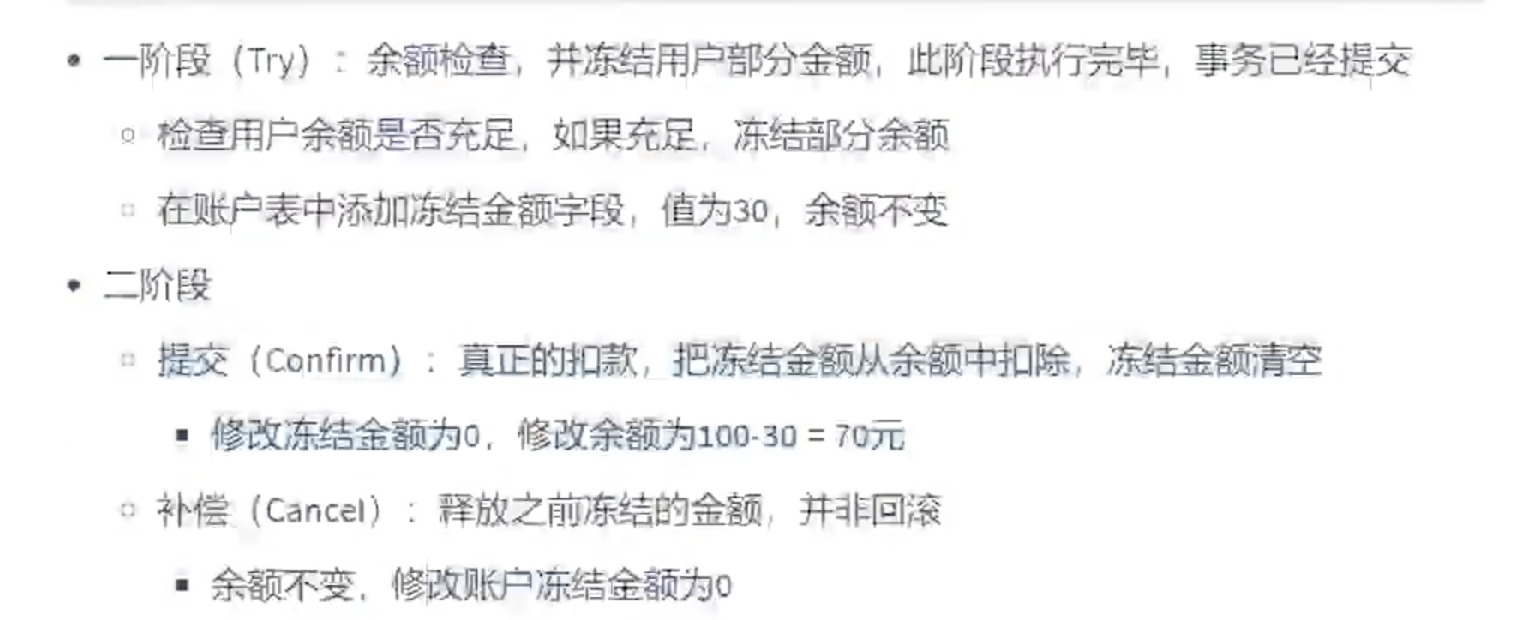 • 一阶段（Try）：余额检查，并冻结用户部分金额，此阶段执行完毕，事务已经提交
○ 检查用户余额是否充足，如果充足，冻结部分余额
○ 在账户表中添加冻结金额字段，值为30，余额不变
• 二阶段
○ 提交（Confirm）：真正的扣款，把冻结金额从余额中扣除，冻结金额清空
▪ 修改冻结金额为0，修改余额为100-30 = 70元
○ 补偿（Cancel）：释放之前冻结的金额，并非回滚
▪ 余额不变，修改账户冻结金额为0